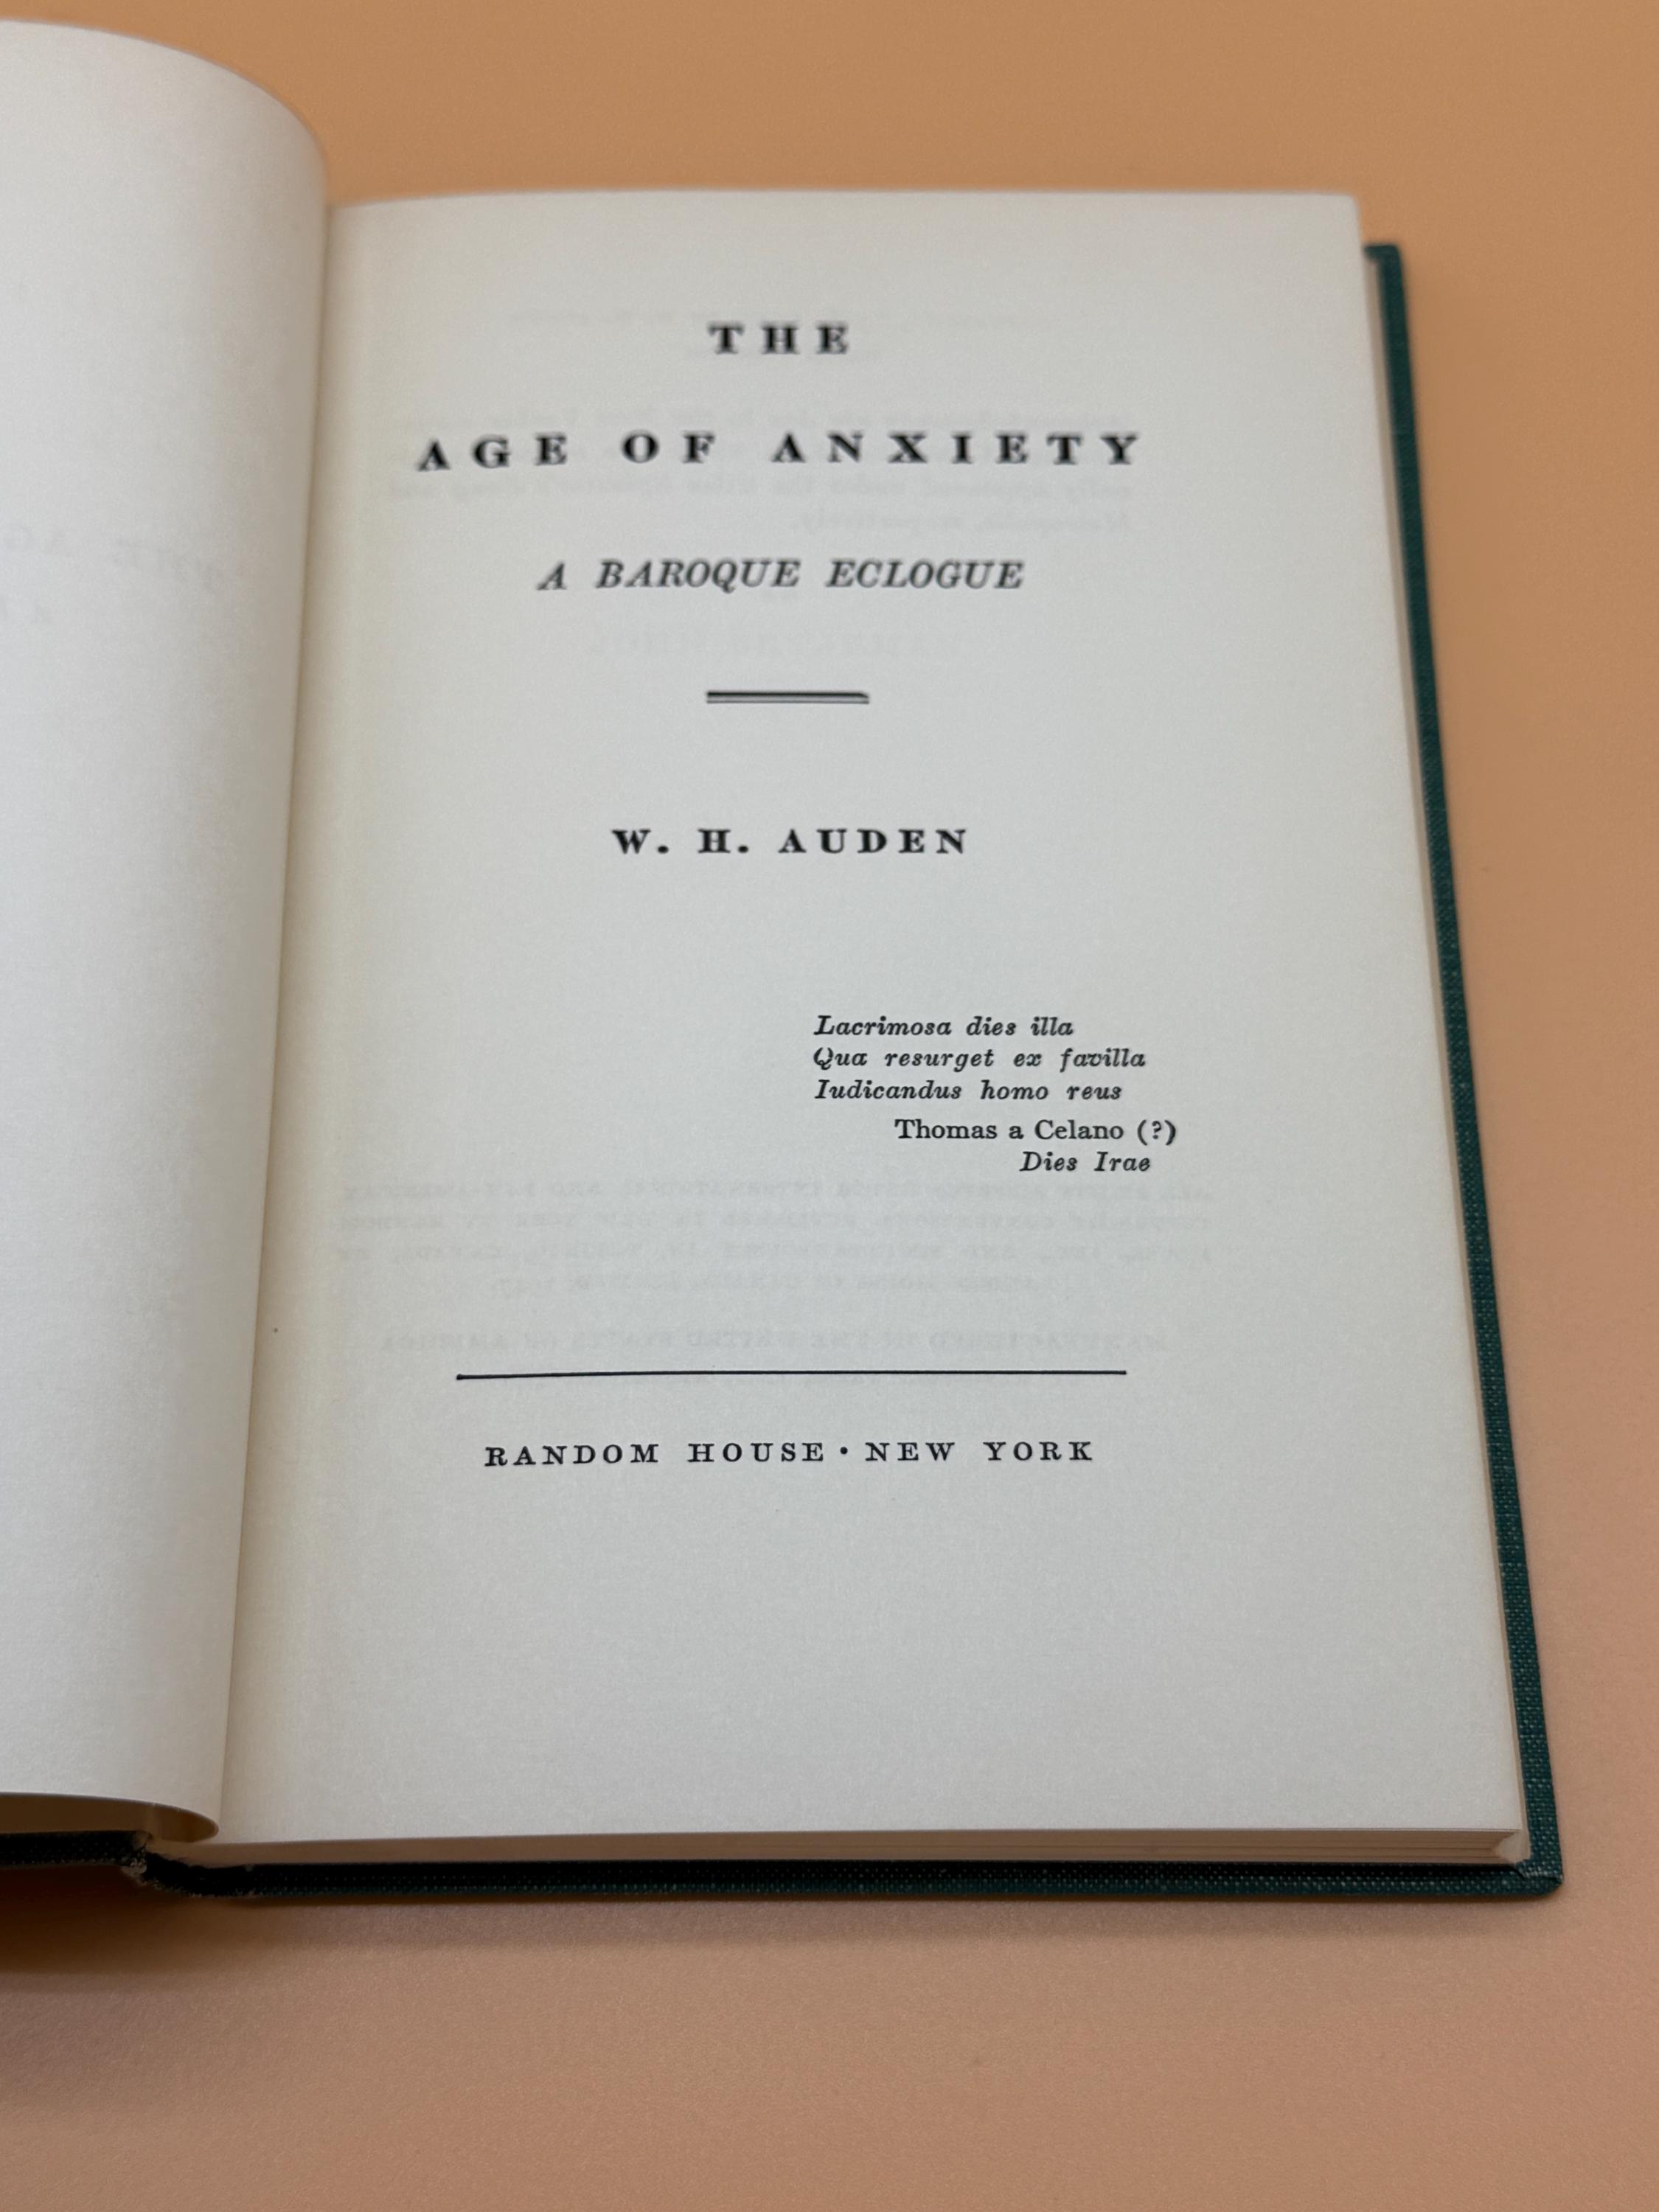 THE
AGE OF ANXIETY
A BAROQUE ECLOGUE
W. H. AUDEN
Lacrimosa dies illa
Qua resurget ex favilla
Iudicandus homo reus
Thomas a Celano (?)
Dies Irae
RANDOM HOUSE · NEW YORK